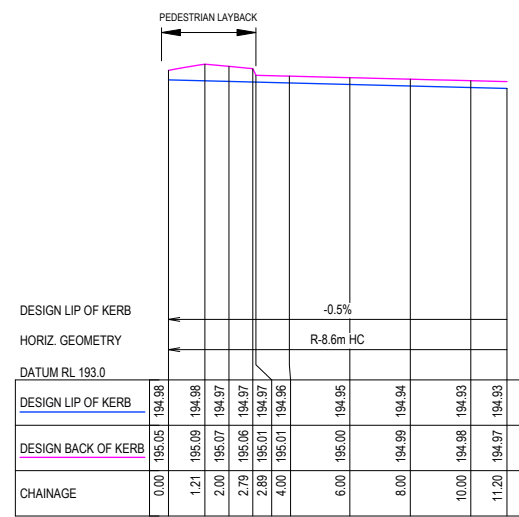 PEDESTRIAN LAYBACK
DESIGN LIP OF KERB
-0.5%
HORIZ. GEOMETRY
R-8.6m HC
DATUM RL 193.0
DESIGN LIP OF KERB 194.98 194.98 194.97 194.97 194.97 194.96 194.95 194.94 194.93 194.93
DESIGN BACK OF KERB 195.05 195.09 195.07 195.06 195.01 195.01 195.00 194.99 194.98 194.97
CHAINAGE 0.00 1.21 2.00 2.79 2.89 4.00 6.00 8.00 10.00 11.20